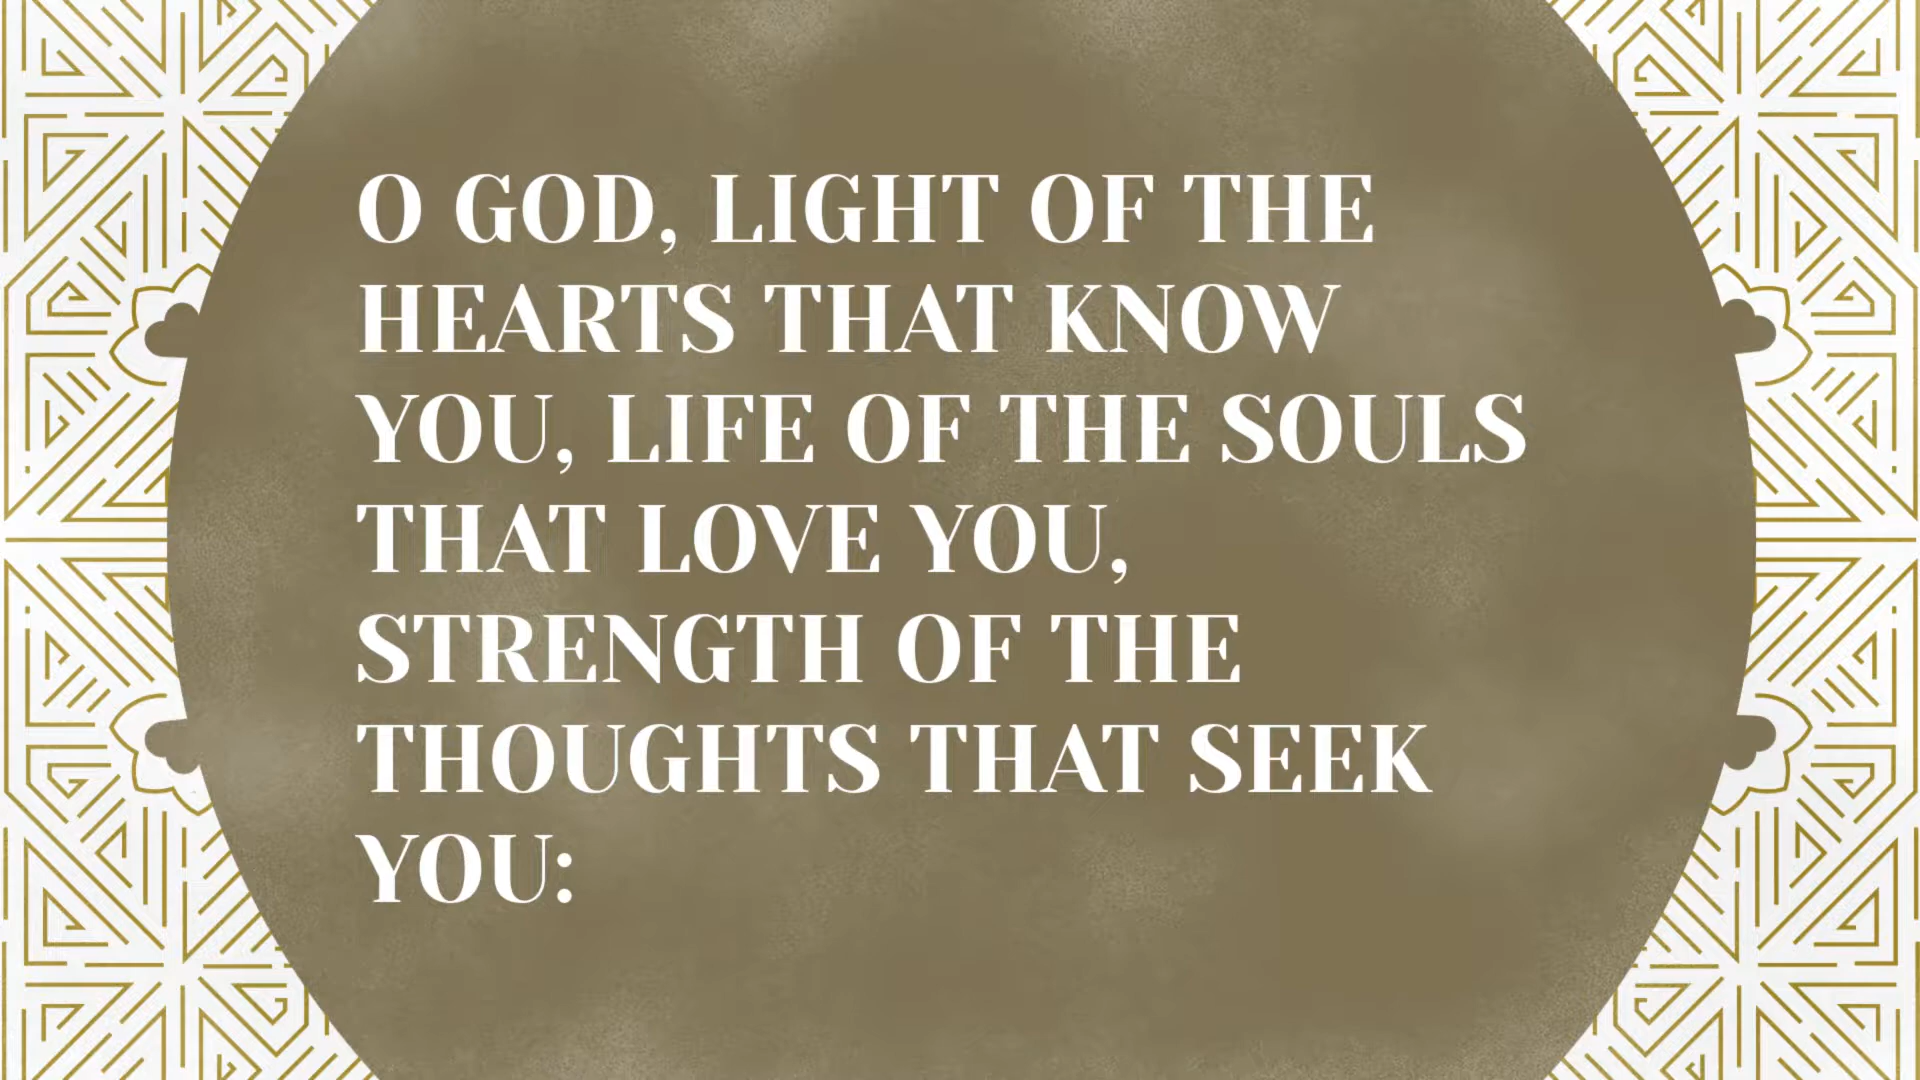 O GOD, LIGHT OF THE
HEARTS THAT KNOW
YOU, LIFE OF THE SOULS
THAT LOVE YOU,
STRENGTH OF THE
THOUGHTS THAT SEEK
YOU: